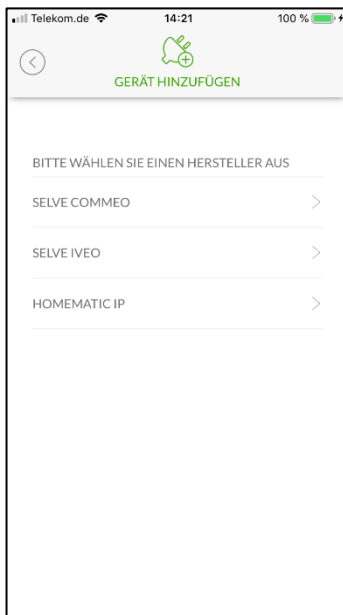 Telekom.de 14:21 100 %
GERÄT HINZUFÜGEN
BITTE WÄHLEN SIE EINEN HERSTELLER AUS
SELVE COMMEO
SELVE IVEO
HOMEMATIC IP